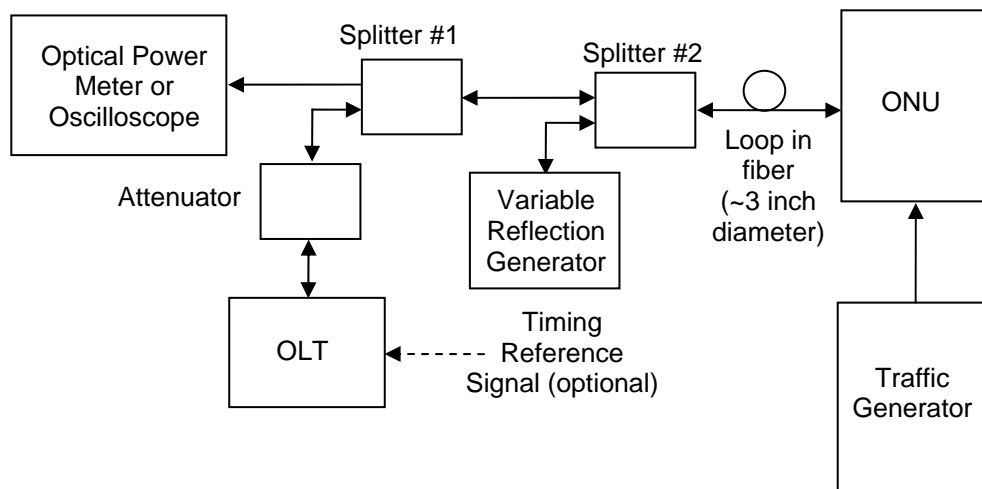 Optical Power
Meter or
Oscilloscope
Splitter #1
Splitter #2
ONU
Attenuator
Variable
Reflection
Generator
Loop in
fiber
(~3 inch
diameter)
OLT
Timing
Reference
Signal (optional)
Traffic
Generator